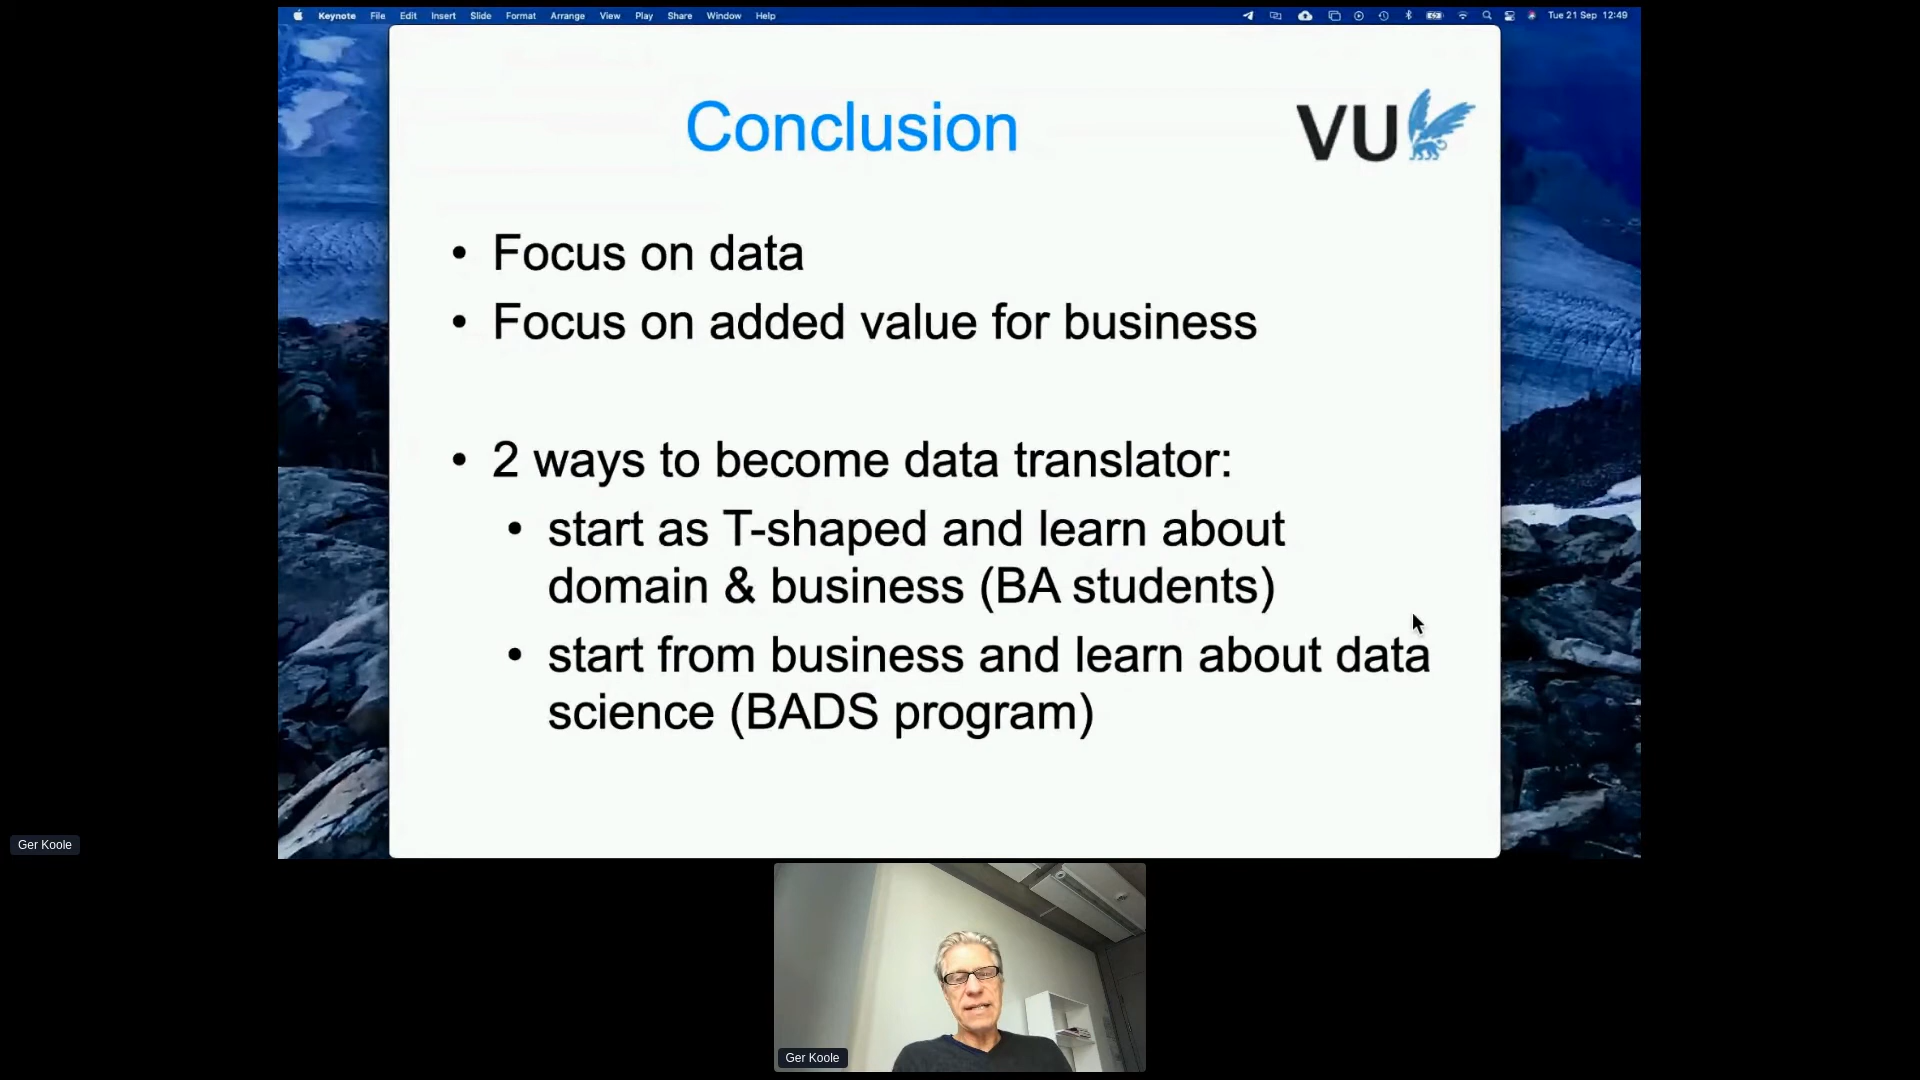 Keynote File Edit Insert Slide Format Arrange View Play Share Window Help Tue 21 Sep 12:49
Conclusion
VU
• Focus on data
• Focus on added value for business
• 2 ways to become data translator:
• start as T-shaped and learn about
domain & business (BA students)
• start from business and learn about data
science (BADS program)
Ger Koole
Ger Koole